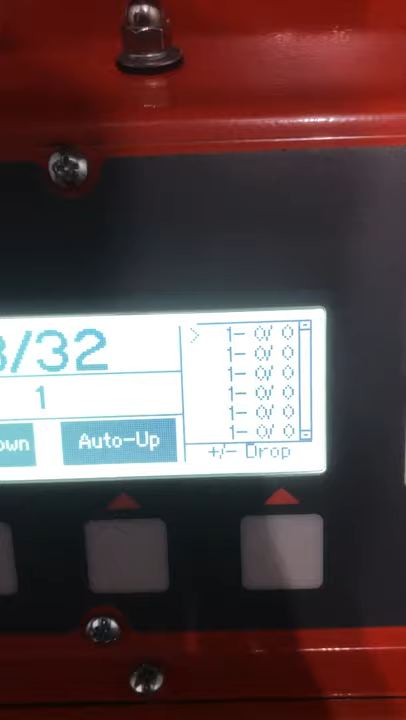 /32
1
own
Auto-Up
1- 0/ 0
1- 0/ 0
1- 0/ 0
1- 0/ 0
1- 0/ 0
1- 0/ 0
+/- Drop